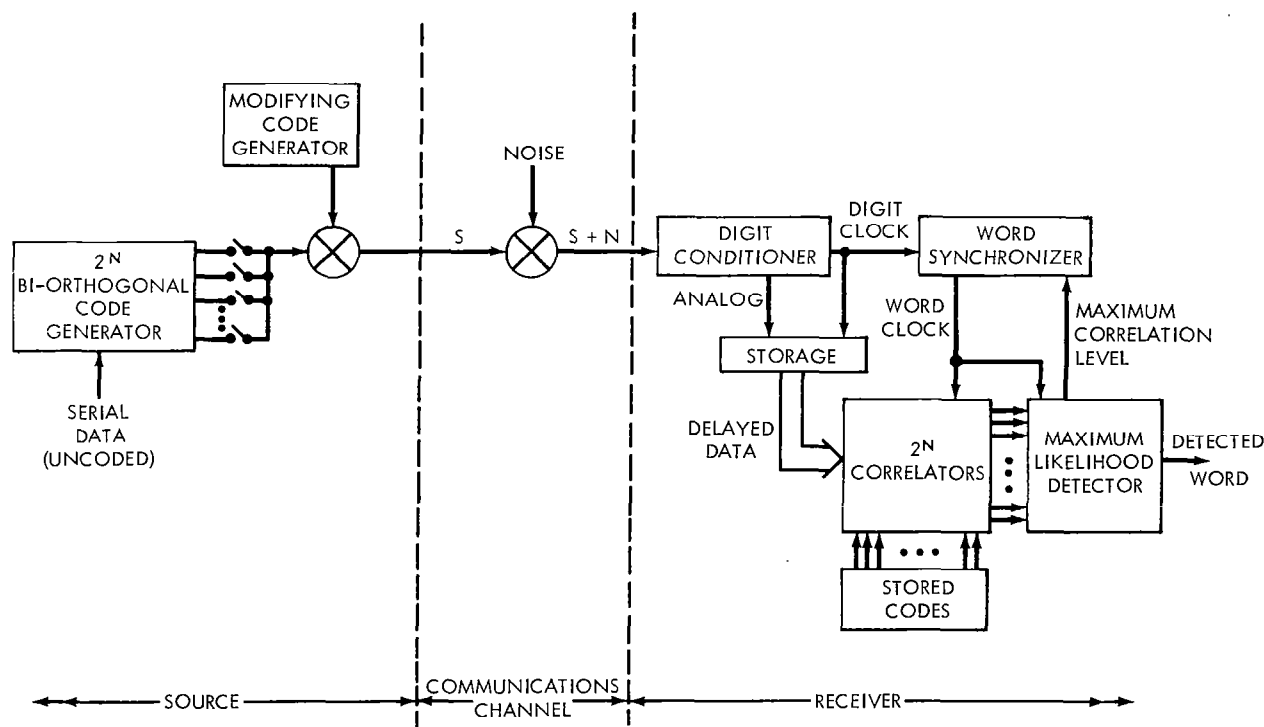 MODIFYING
CODE
GENERATOR
NOISE
2^N
BI-ORTHOGONAL
CODE
GENERATOR
SERIAL
DATA
(UNCODED)
S
S + N
DIGIT
CONDITIONER
DIGIT
CLOCK
WORD
SYNCHRONIZER
ANALOG
STORAGE
WORD
CLOCK
MAXIMUM
CORRELATION
LEVEL
DELAYED
DATA
2^N
CORRELATORS
MAXIMUM
LIKELIHOOD
DETECTOR
DETECTED
WORD
STORED
CODES
SOURCE
COMMUNICATIONS
CHANNEL
RECEIVER